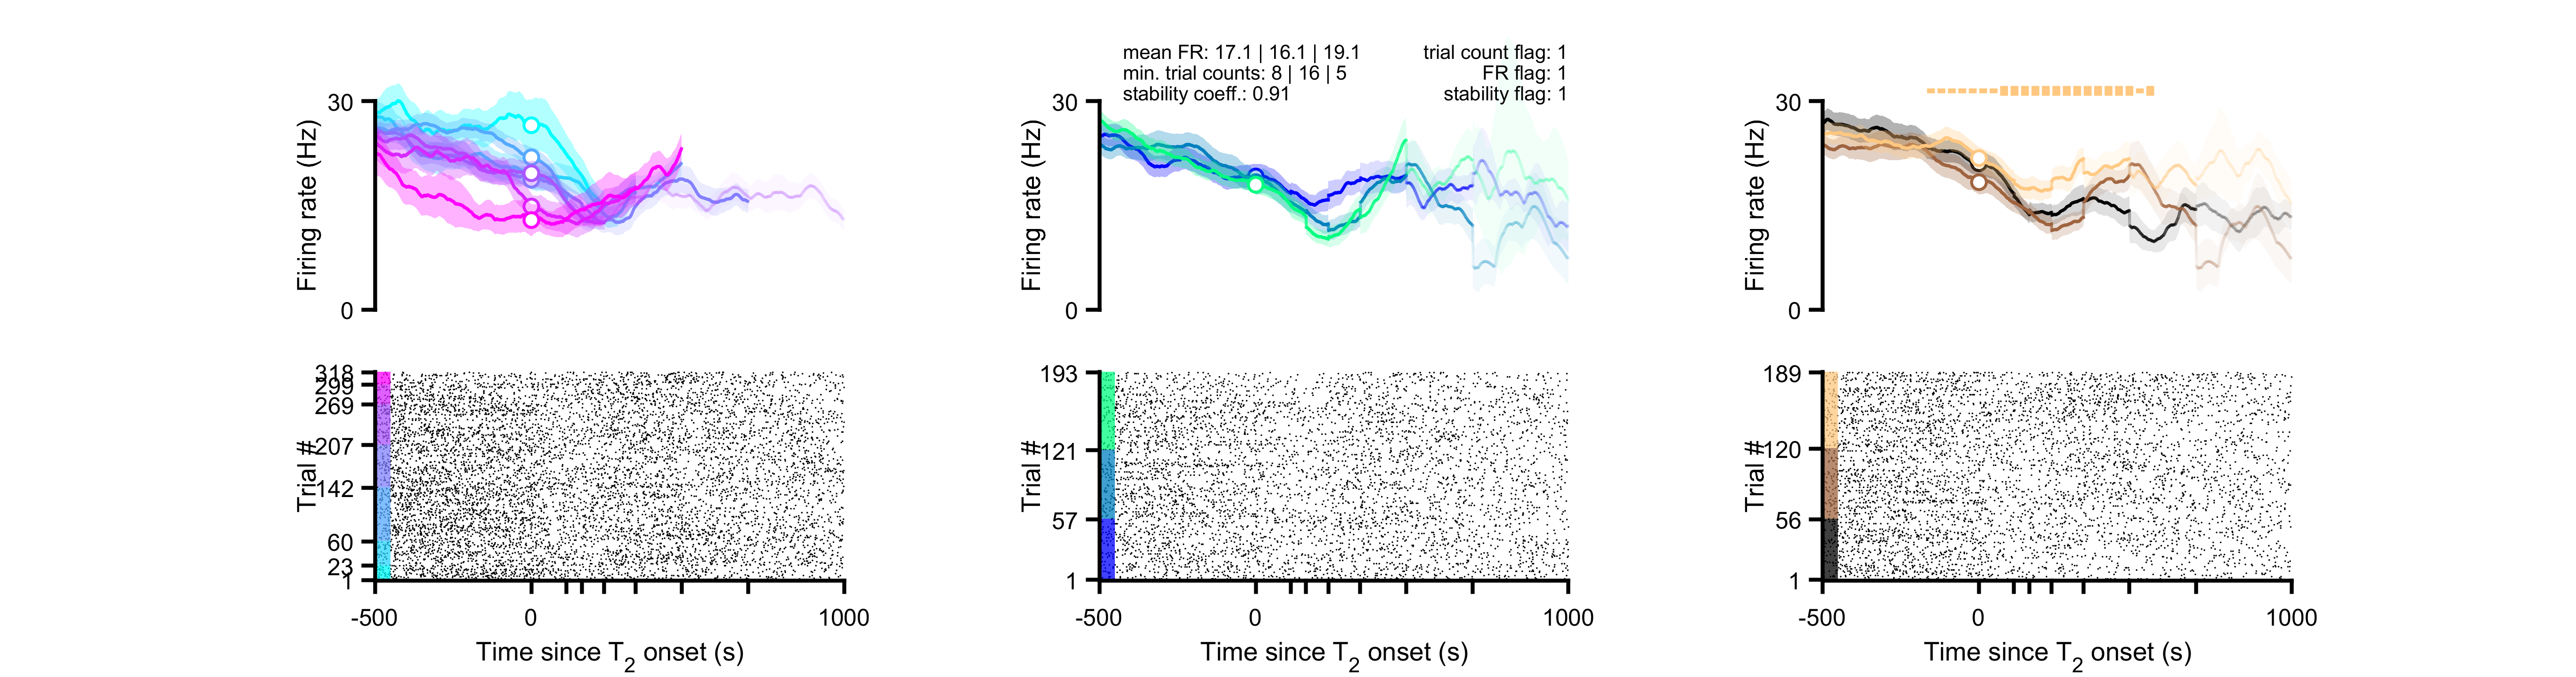 mean FR: 17.1 | 16.1 | 19.1
min. trial counts: 8 | 16 | 5
stability coeff.: 0.91
trial count flag: 1
FR flag: 1
stability flag: 1
30
Firing rate (Hz)
0
30
Firing rate (Hz)
0
30
Firing rate (Hz)
0
318
299
269
207
142
60
23
1
Trial #
-500 0 1000
Time since T2 onset (s)
193
121
57
1
Trial #
-500 0 1000
Time since T2 onset (s)
189
120
56
1
Trial #
-500 0 1000
Time since T2 onset (s)